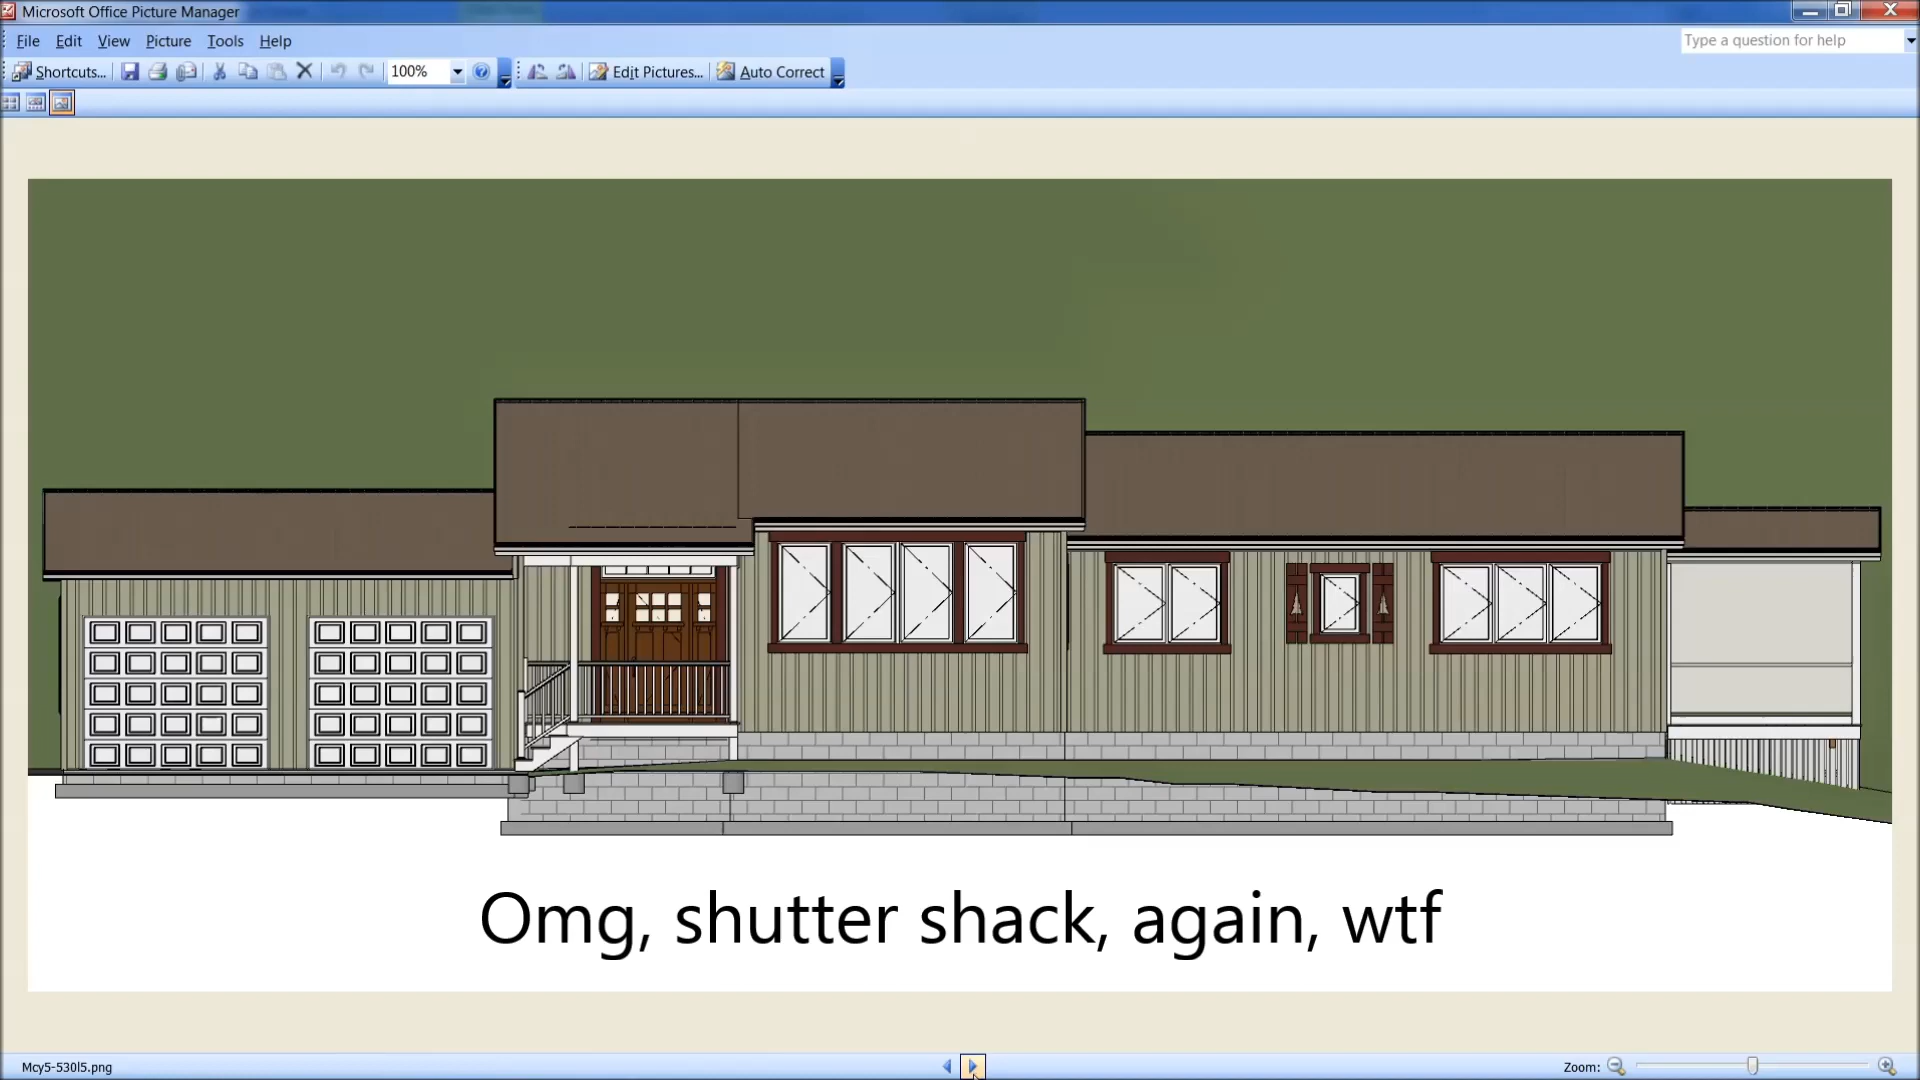 Microsoft Office Picture Manager
File Edit View Picture Tools Help
Type a question for help
Shortcuts... 100% Edit Pictures... Auto Correct
Omg, shutter shack, again, wtf
Mcy5-530l5.png
Zoom: